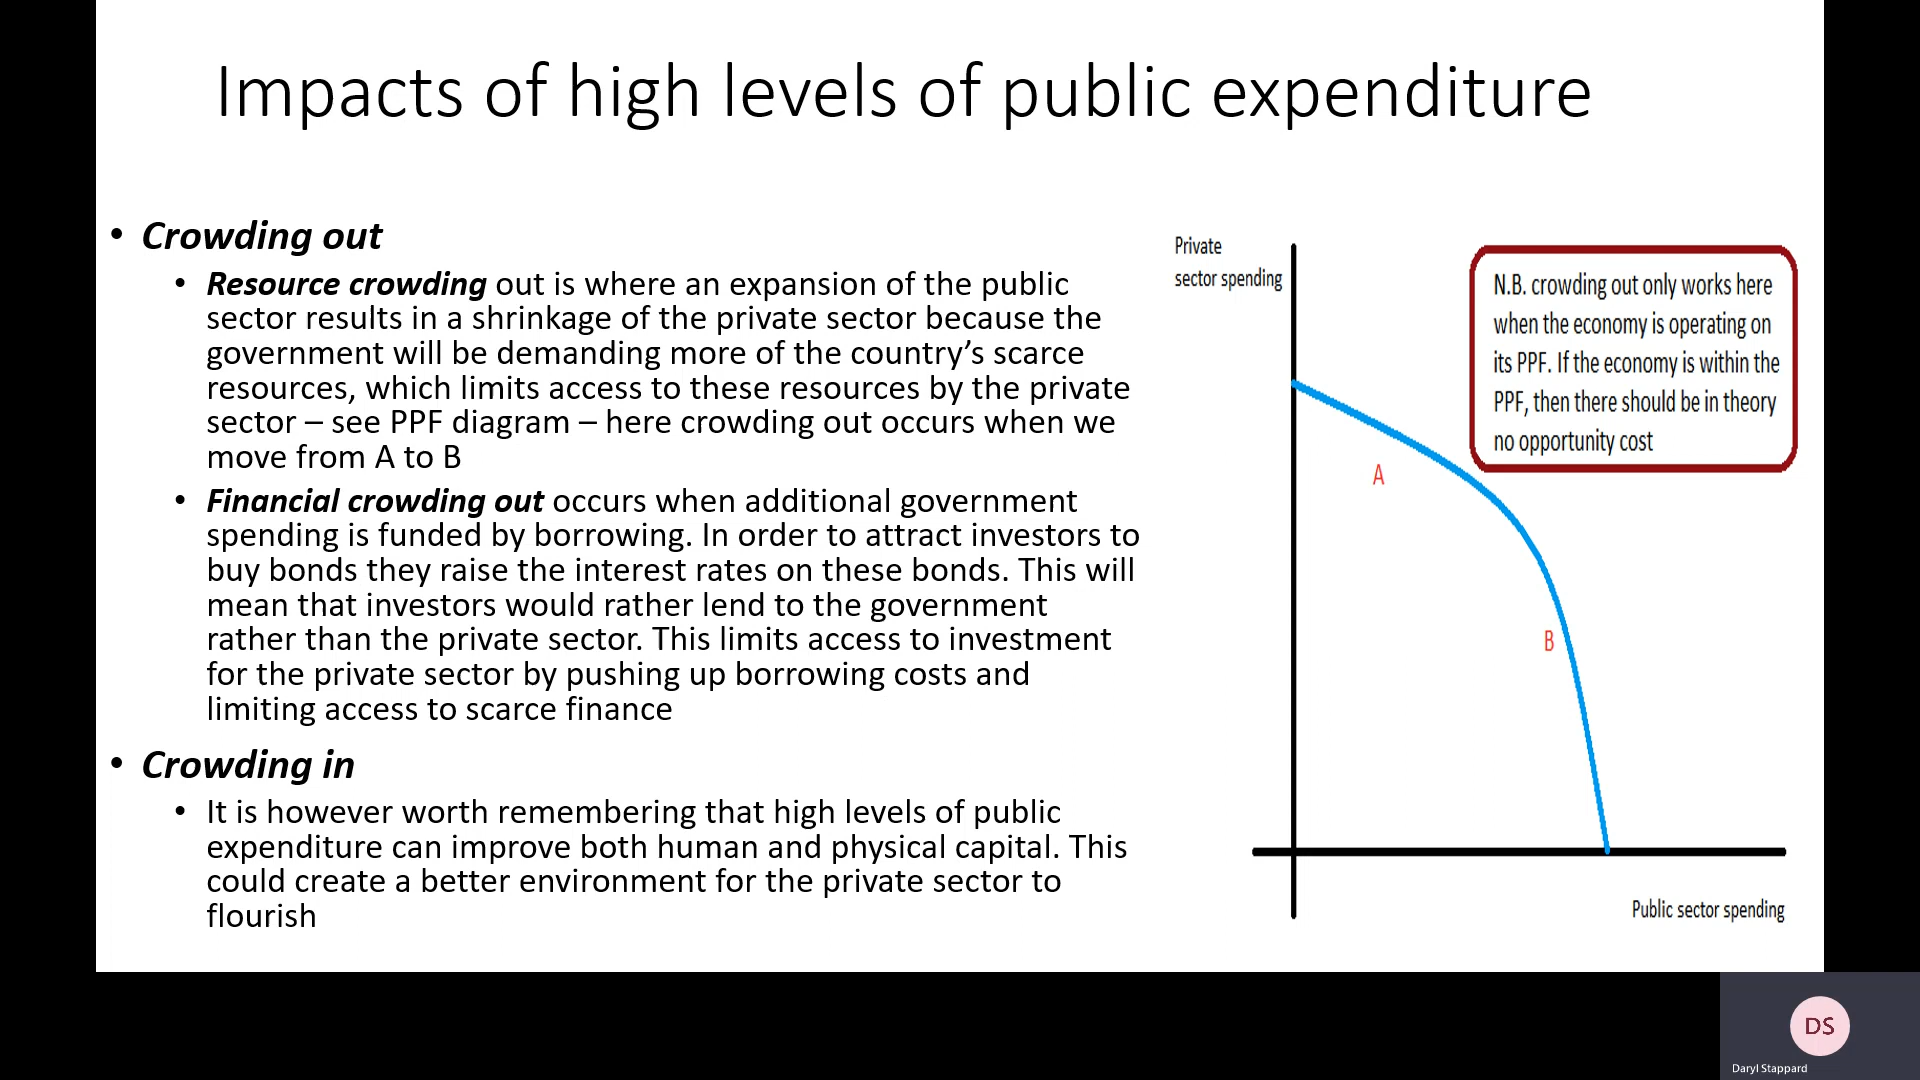 Impacts of high levels of public expenditure
• Crowding out
• Resource crowding out is where an expansion of the public
sector results in a shrinkage of the private sector because the
government will be demanding more of the country’s scarce
resources, which limits access to these resources by the private
sector – see PPF diagram – here crowding out occurs when we
move from A to B
• Financial crowding out occurs when additional government
spending is funded by borrowing. In order to attract investors to
buy bonds they raise the interest rates on these bonds. This will
mean that investors would rather lend to the government
rather than the private sector. This limits access to investment
for the private sector by pushing up borrowing costs and
limiting access to scarce finance
• Crowding in
• It is however worth remembering that high levels of public
expenditure can improve both human and physical capital. This
could create a better environment for the private sector to
flourish
Private
sector spending
N.B. crowding out only works here
when the economy is operating on
its PPF. If the economy is within the
PPF, then there should be in theory
no opportunity cost
A
B
Public sector spending
DS
Daryl Stappard